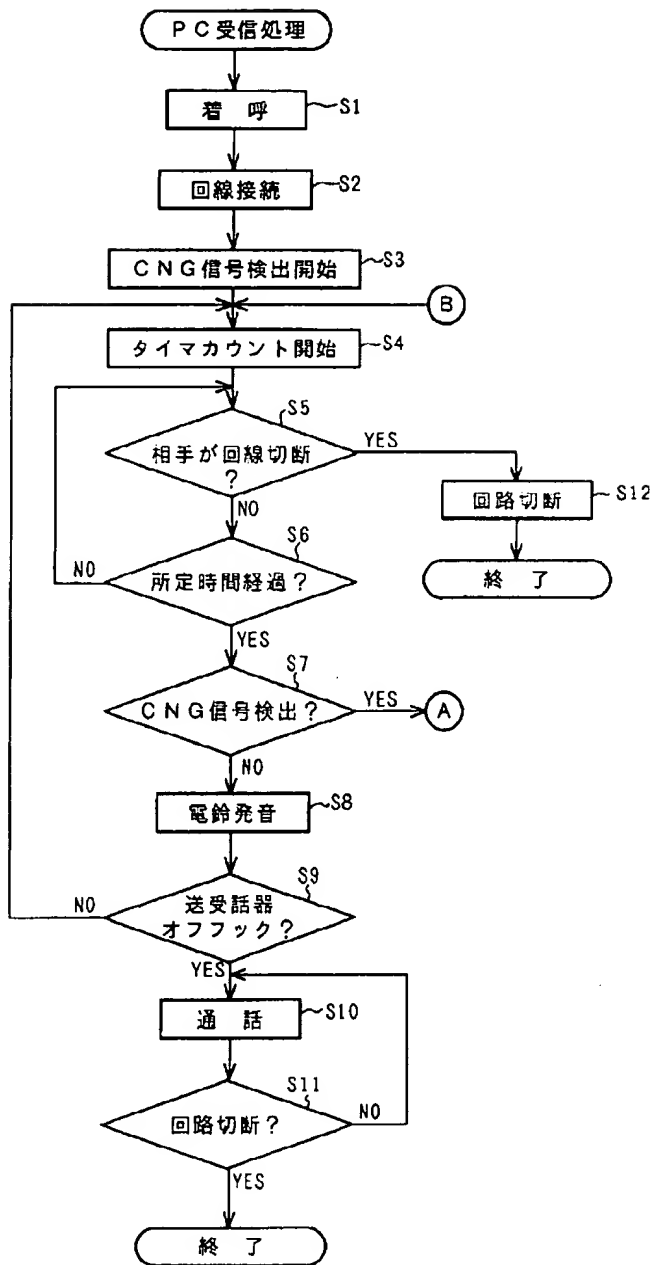 PC受信処理
着呼
S1
回線接続
S2
CNG信号検出開始
S3
B
タイマカウント開始
S4
S5
相手が回線切断
?
YES
NO
回路切断
S12
終了
S6
所定時間経過?
NO
YES
S7
CNG信号検出?
YES
A
NO
電鈴発音
S8
S9
送受話器
オフフック?
NO
YES
通話
S10
S11
回路切断?
NO
YES
終了